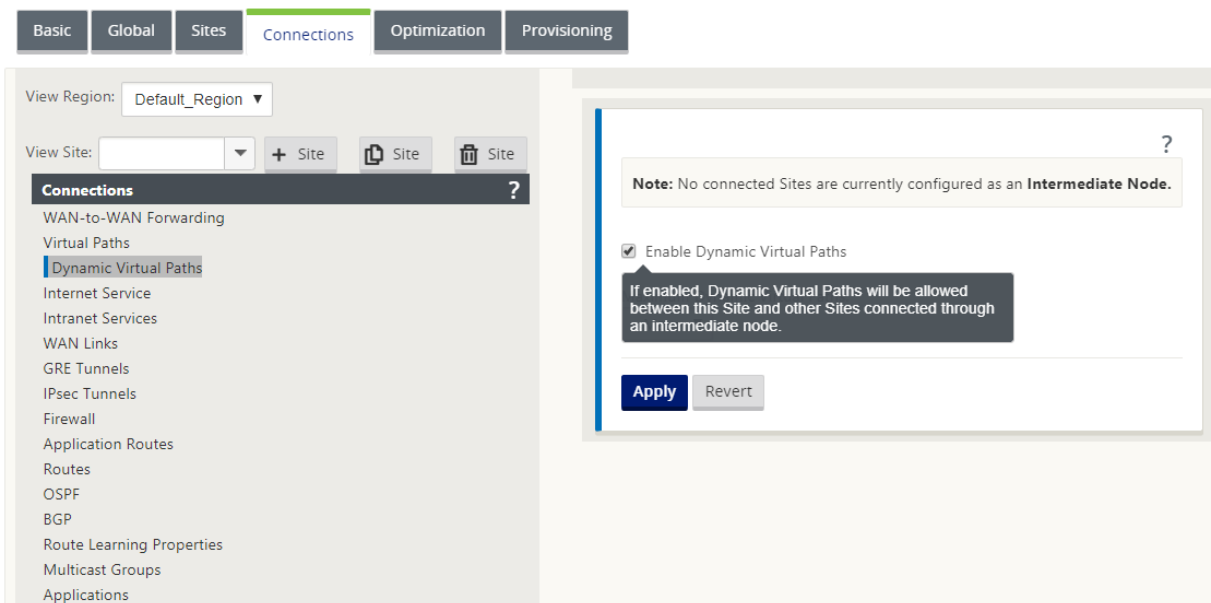 Basic Global Sites Connections Optimization Provisioning
View Region: Default_Region ▼
View Site: + Site Site Site
Connections ?
WAN-to-WAN Forwarding
Virtual Paths
Dynamic Virtual Paths
Internet Service
Intranet Services
WAN Links
GRE Tunnels
IPsec Tunnels
Firewall
Application Routes
Routes
OSPF
BGP
Route Learning Properties
Multicast Groups
Applications
?
Note: No connected Sites are currently configured as an Intermediate Node.
Enable Dynamic Virtual Paths
If enabled, Dynamic Virtual Paths will be allowed
between this Site and other Sites connected through
an intermediate node.
Apply Revert